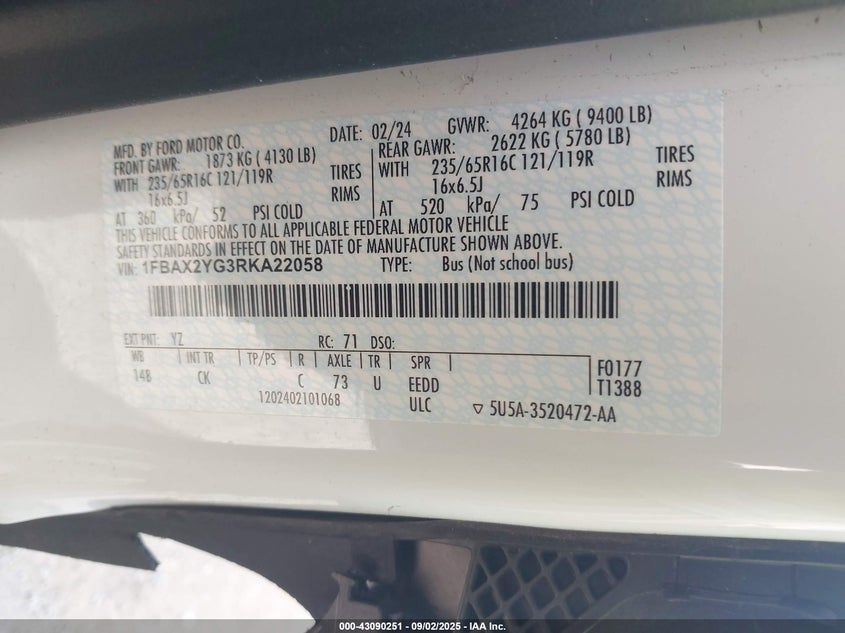 MFD. BY FORD MOTOR CO.
DATE: 02/24 GVWR: 4264 KG ( 9400 LB)
FRONT GAWR: 1873 KG ( 4130 LB)
REAR GAWR: 2622 KG ( 5780 LB)
WITH 235/65R16C 121/119R TIRES
WITH 235/65R16C 121/119R TIRES
16x6.5J RIMS
16x6.5J RIMS
AT 360 kPa/ 52 PSI COLD
AT 520 kPa/ 75 PSI COLD
THIS VEHICLE CONFORMS TO ALL APPLICABLE FEDERAL MOTOR VEHICLE
SAFETY STANDARDS IN EFFECT ON THE DATE OF MANUFACTURE SHOWN ABOVE.
VIN: 1FBAX2YG3RKA22058 TYPE: Bus (Not school bus)
EXT PNT: YZ RC: 71 DSO:
WB INT TR TP/PS R AXLE TR SPR
148 CK C 73 U EEDD
F0177
T1388
1202402101068 ULC ▽ 5U5A-3520472-AA
000-43090251 - 09/02/2025 - IAA Inc.